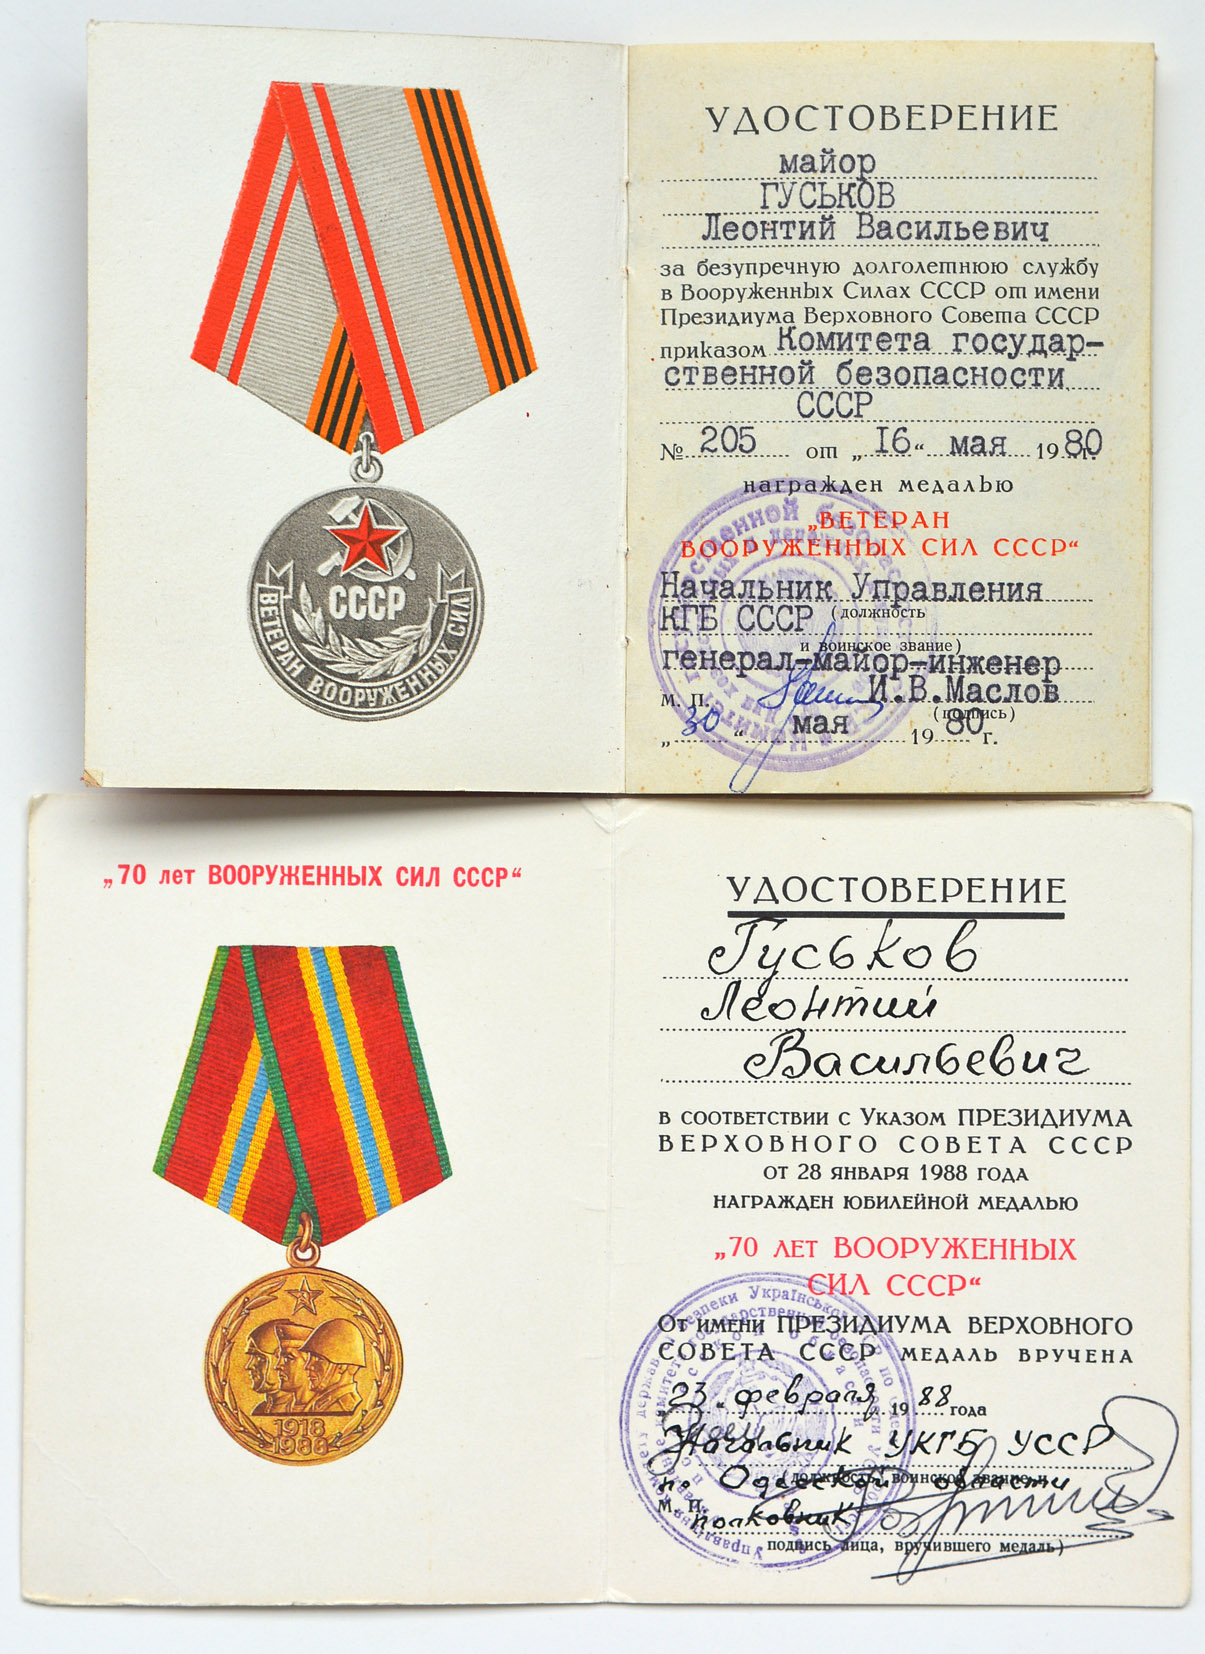 УДОСТОВЕРЕНИЕ
майор
ГУСЬКОВ
Леонтий Васильевич
за безупречную долголетнюю службу
в Вооруженных Силах СССР от имени
Президиума Верховного Совета СССР
приказом Комитета государ-
ственной безопасности
СССР
№ 205 от „16“ мая 1980 г.
награжден медалью
„ВЕТЕРАН
ВООРУЖЕННЫХ СИЛ СССР“
Начальник Управления
КГБ СССР (должность
и воинское звание)
генерал-майор-инженер
М. П. И.В.Маслов
(подпись)
„30“ мая 1980 г.
СССР
ВЕТЕРАН ВООРУЖЕННЫХ СИЛ
„70 лет ВООРУЖЕННЫХ СИЛ СССР“
1918
1988
УДОСТОВЕРЕНИЕ
Гуськов
Леонтий
Васильевич
в соответствии с Указом ПРЕЗИДИУМА
ВЕРХОВНОГО СОВЕТА СССР
от 28 января 1988 года
награжден юбилейной медалью
„70 лет ВООРУЖЕННЫХ
СИЛ СССР“
От имени ПРЕЗИДИУМА ВЕРХОВНОГО
СОВЕТА СССР медаль вручена
23 февраля 1988 года
Начальник УКГБ УССР
(должность, воинское звание и
по Одесской области
М. П. полковник
подпись лица, вручившего медаль)